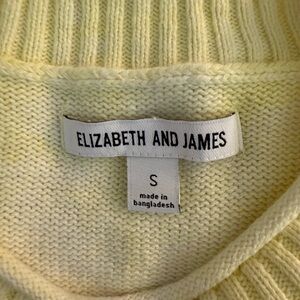 ELIZABETH AND JAMES
S
made in
bangladesh